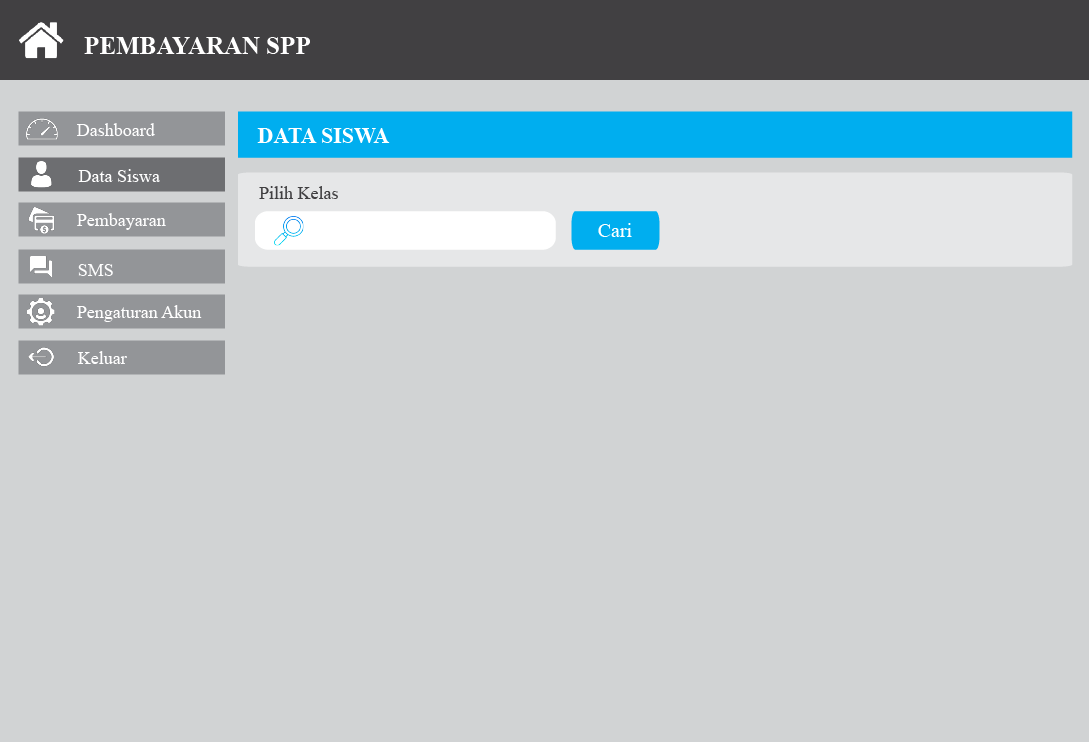 PEMBAYARAN SPP
Dashboard
Data Siswa
Pembayaran
SMS
Pengaturan Akun
Keluar
DATA SISWA
Pilih Kelas
Cari